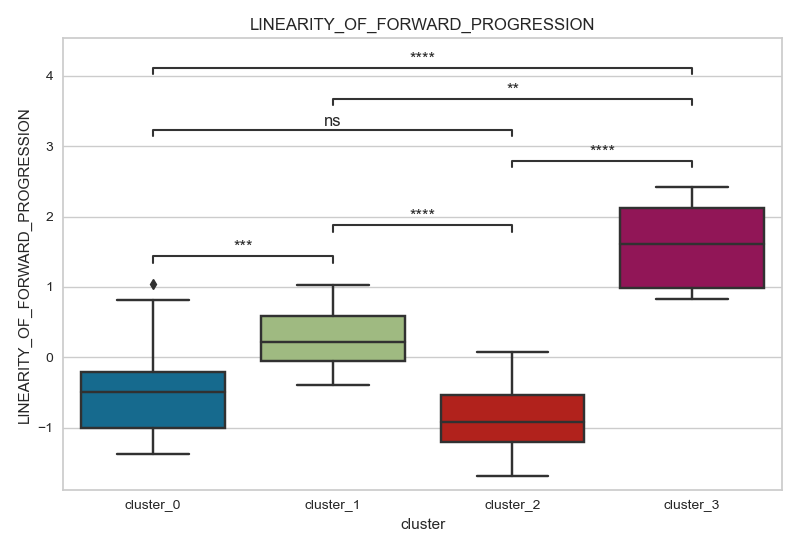 LINEARITY_OF_FORWARD_PROGRESSION
****
**
ns
****
****
***
4
3
2
1
0
−1
LINEARITY_OF_FORWARD_PROGRESSION
cluster_0 cluster_1 cluster_2 cluster_3
cluster